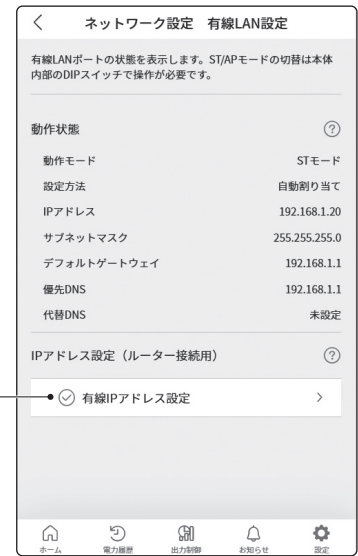 ネットワーク設定 有線LAN設定
有線LANポートの状態を表示します。ST/APモードの切替は本体
内部のDIPスイッチで操作が必要です。
動作状態 ?
動作モード STモード
設定方法 自動割り当て
IPアドレス 192.168.1.20
サブネットマスク 255.255.255.0
デフォルトゲートウェイ 192.168.1.1
優先DNS 192.168.1.1
代替DNS 未設定
IPアドレス設定（ルーター接続用） ?
有線IPアドレス設定
ホーム 電力履歴 出力制御 お知らせ 設定